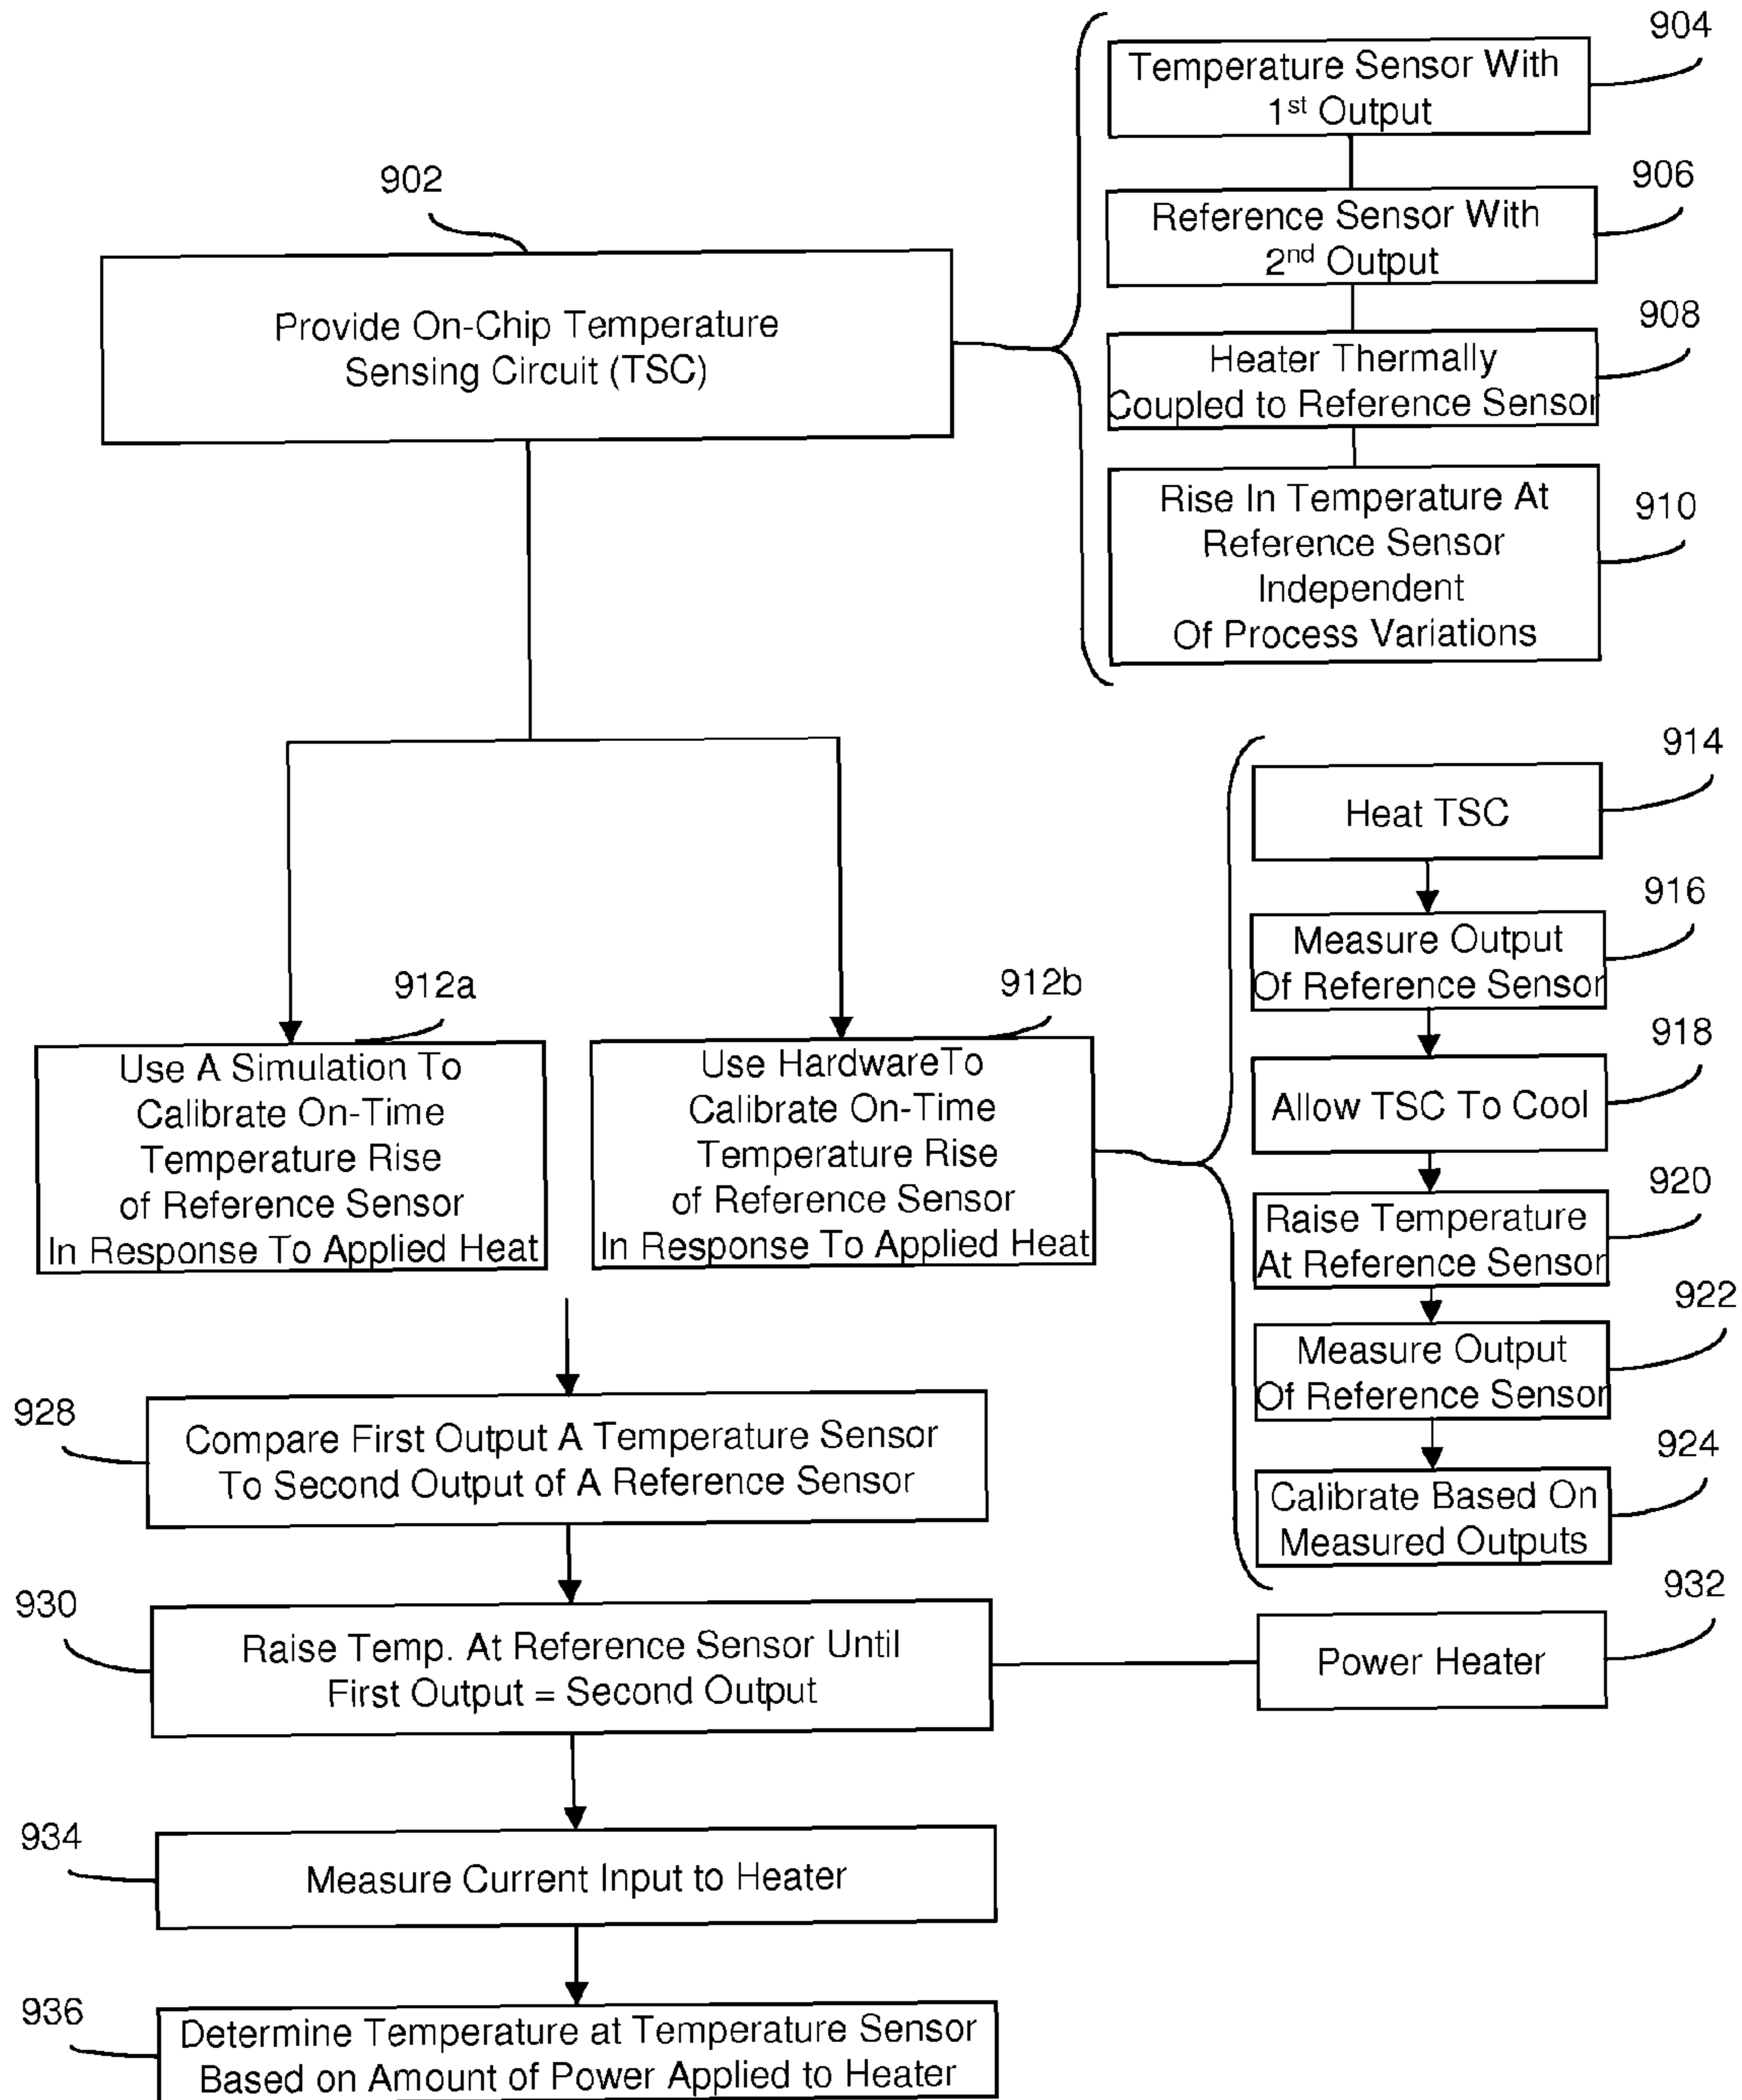 904
Temperature Sensor With
1st Output
902
906
Reference Sensor With
2nd Output
Provide On-Chip Temperature
Sensing Circuit (TSC)
908
Heater Thermally
Coupled to Reference Sensor
910
Rise In Temperature At
Reference Sensor
Independent
Of Process Variations
914
Heat TSC
916
Measure Output
Of Reference Sensor
918
Allow TSC To Cool
920
Raise Temperature
At Reference Sensor
922
Measure Output
Of Reference Sensor
924
Calibrate Based On
Measured Outputs
912a
Use A Simulation To
Calibrate On-Time
Temperature Rise
of Reference Sensor
In Response To Applied Heat
912b
Use HardwareTo
Calibrate On-Time
Temperature Rise
of Reference Sensor
In Response To Applied Heat
928
Compare First Output A Temperature Sensor
To Second Output of A Reference Sensor
930
Raise Temp. At Reference Sensor Until
First Output = Second Output
932
Power Heater
934
Measure Current Input to Heater
936
Determine Temperature at Temperature Sensor
Based on Amount of Power Applied to Heater